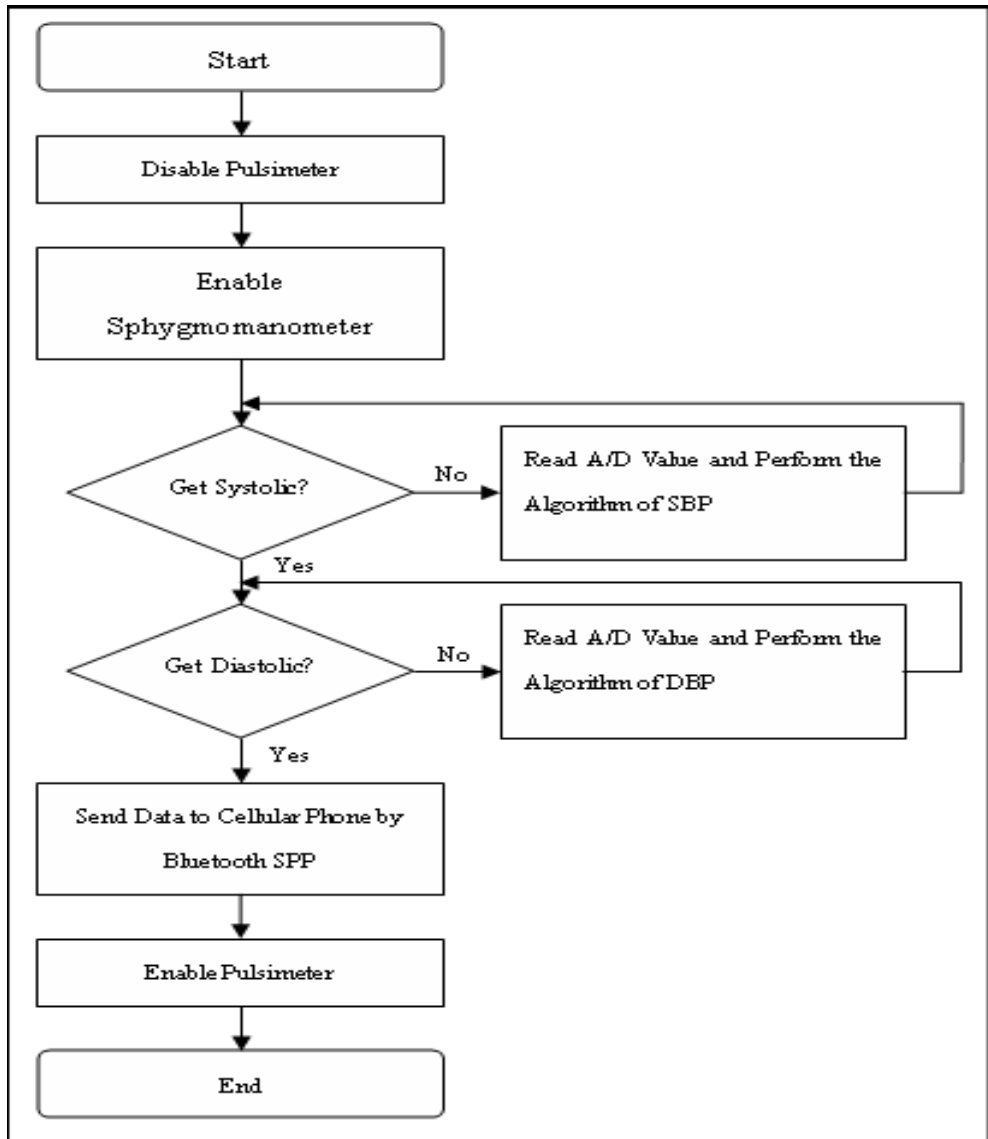 Start
Disable Pulsimeter
Enable
Sphygmomanometer
Get Systolic?
No
Read A/D Value and Perform the
Algorithm of SBP
Yes
Get Diastolic?
No
Read A/D Value and Perform the
Algorithm of DBP
Yes
Send Data to Cellular Phone by
Bluetooth SPP
Enable Pulsimeter
End